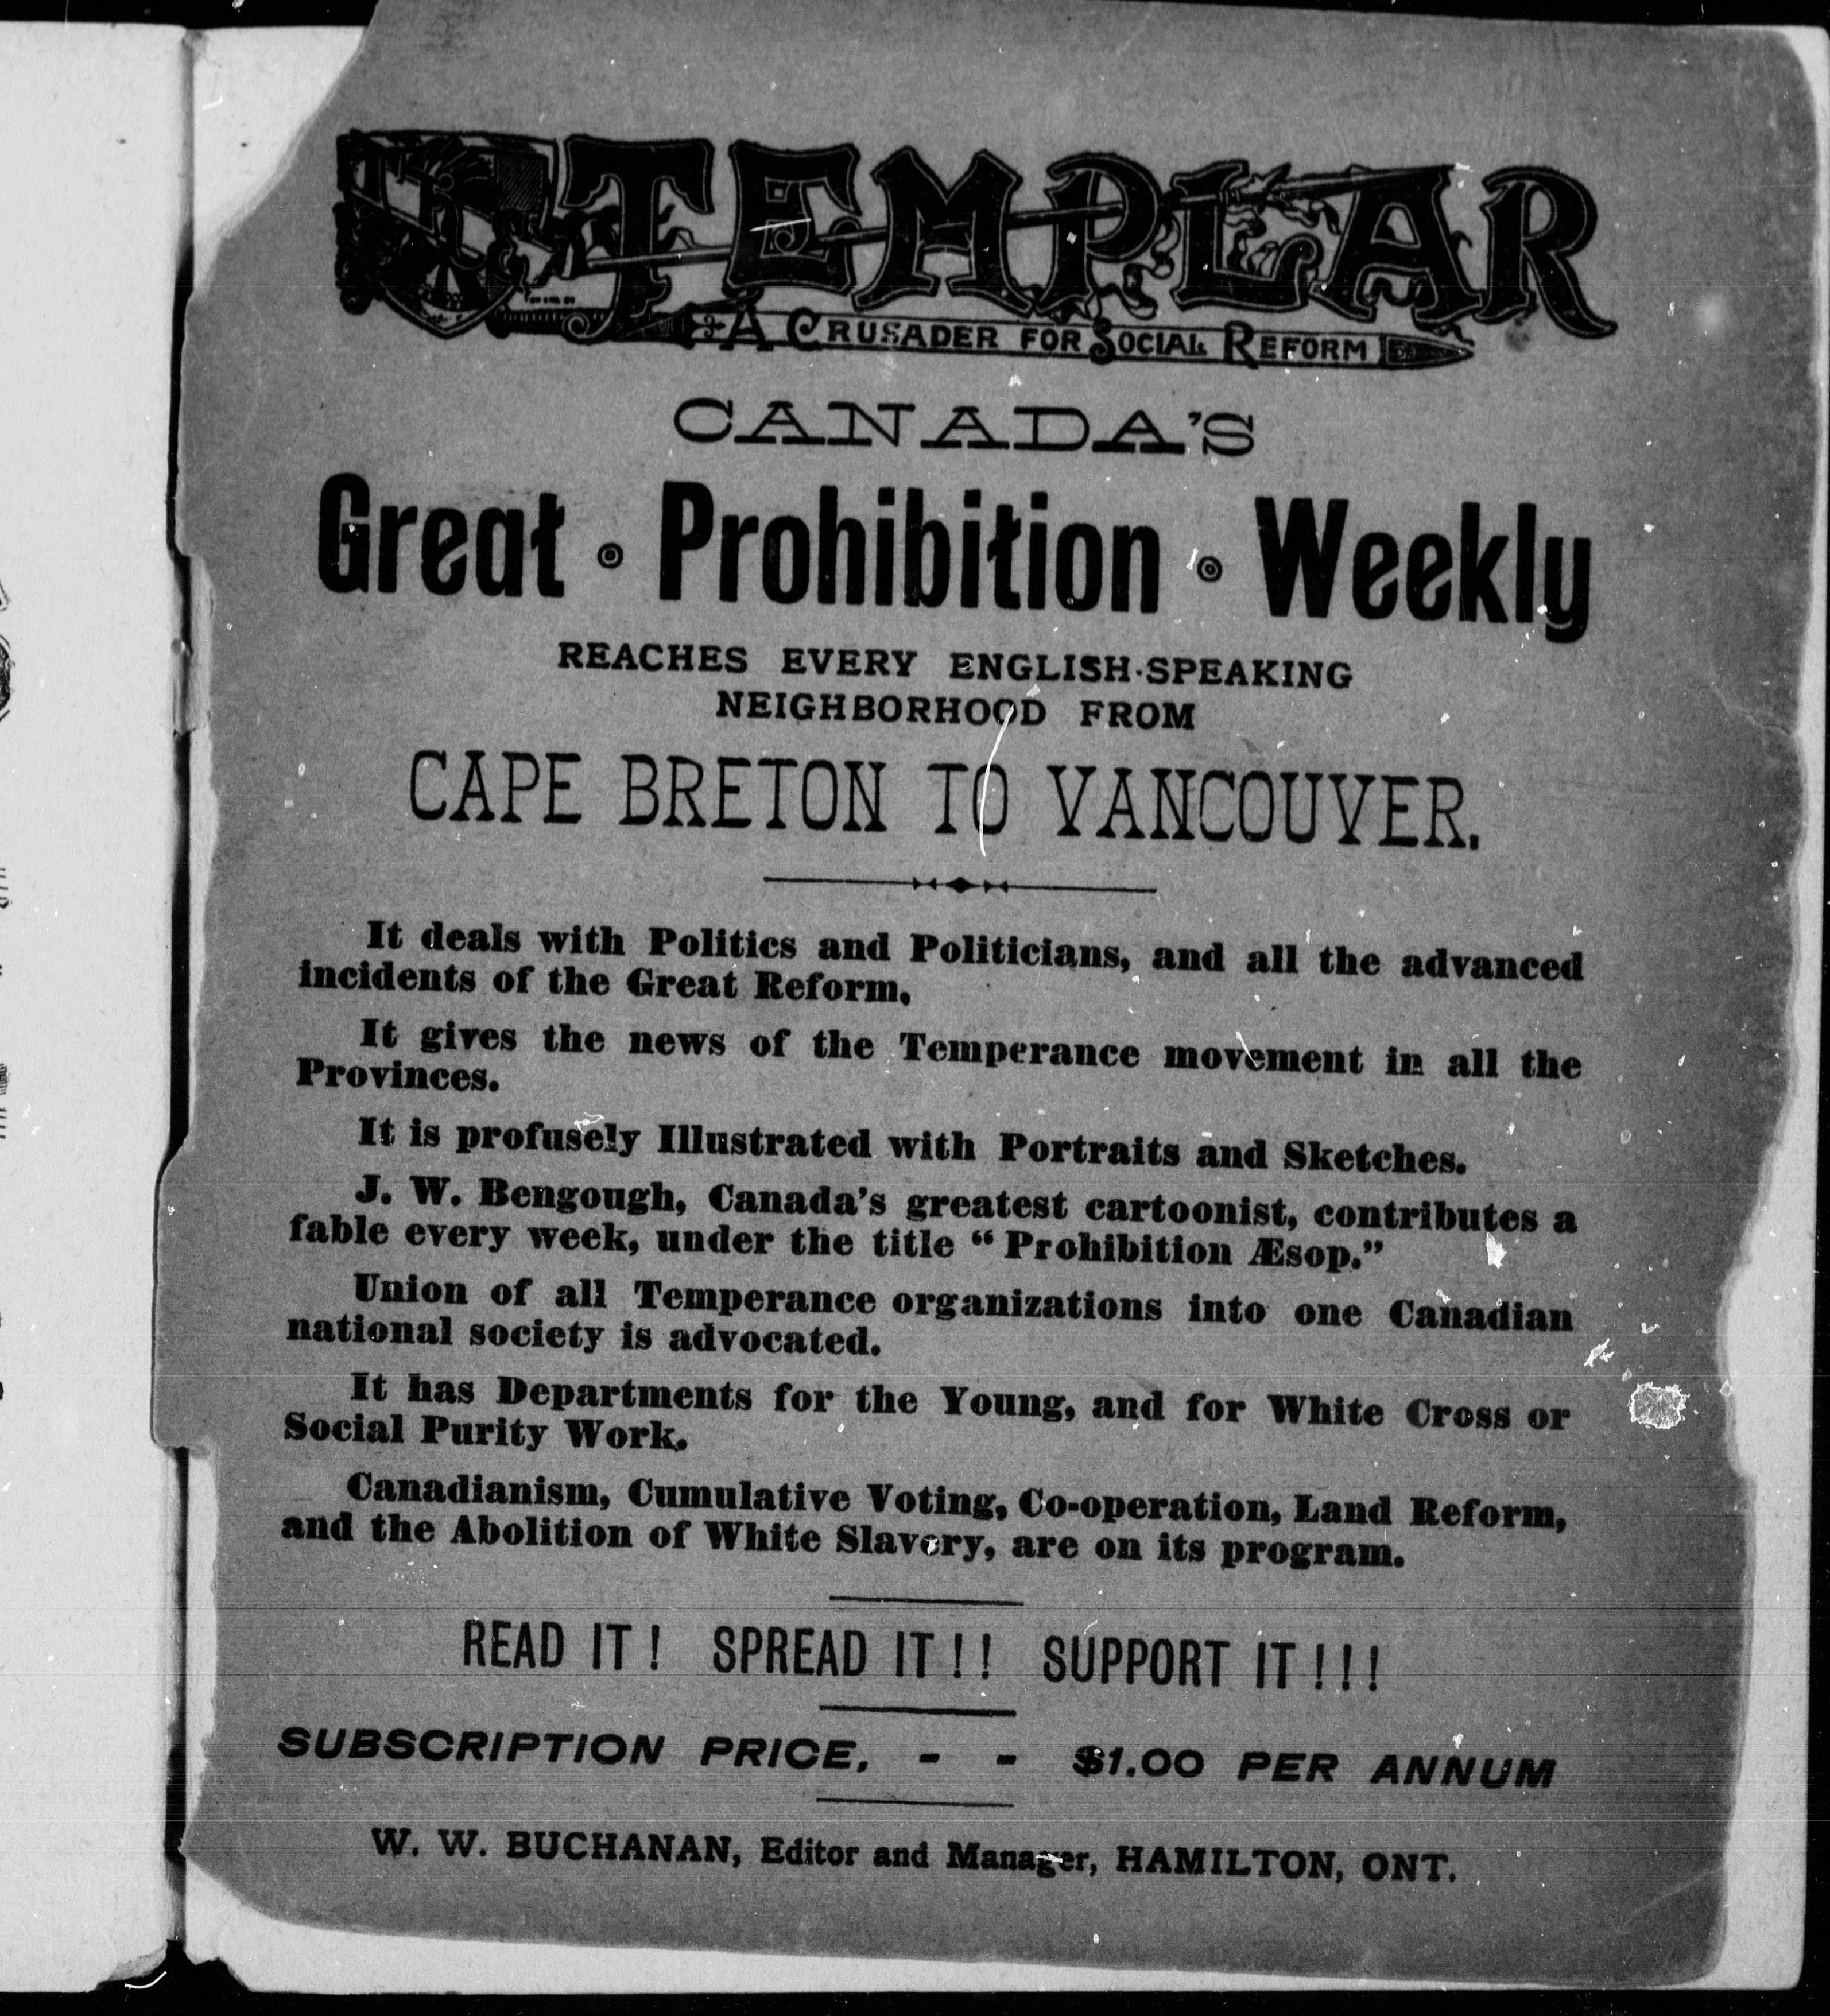 TEMPLAR
A CRUSADER FOR SOCIAL REFORM
CANADA'S
Great Prohibition Weekly
REACHES EVERY ENGLISH-SPEAKING
NEIGHBORHOOD FROM
CAPE BRETON TO VANCOUVER.
It deals with Politics and Politicians, and all the advanced
incidents of the Great Reform.
It gives the news of the Temperance movement in all the
Provinces.
It is profusely Illustrated with Portraits and Sketches.
J. W. Bengough, Canada's greatest cartoonist, contributes a
fable every week, under the title "Prohibition Æsop."
Union of all Temperance organizations into one Canadian
national society is advocated.
It has Departments for the Young, and for White Cross or
Social Purity Work.
Canadianism, Cumulative Voting, Co-operation, Land Reform,
and the Abolition of White Slavery, are on its program.
READ IT! SPREAD IT!! SUPPORT IT!!!
SUBSCRIPTION PRICE, - - $1.00 PER ANNUM
W. W. BUCHANAN, Editor and Manager, HAMILTON, ONT.